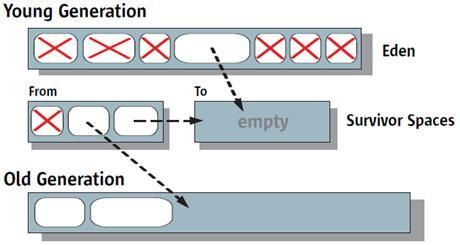 Young Generation
Eden
From
To
empty
Survivor Spaces
Old Generation